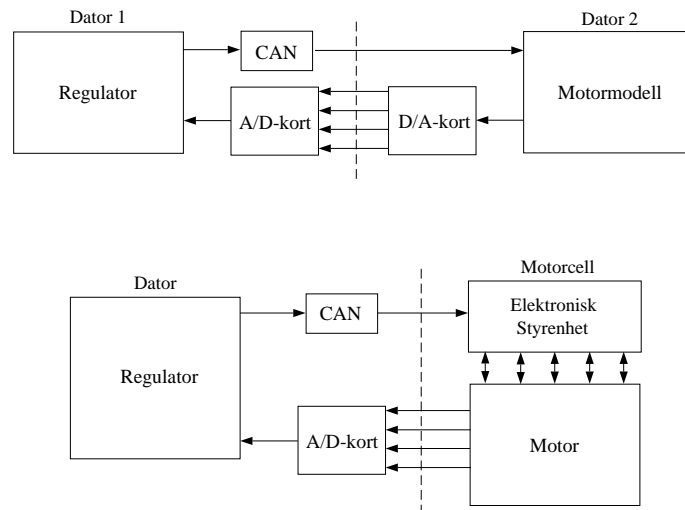 Dator 1
Dator 2
CAN
Regulator
Motormodell
A/D-kort
D/A-kort
Motorcell
Dator
Elektronisk
Styrenhet
CAN
Regulator
A/D-kort
Motor